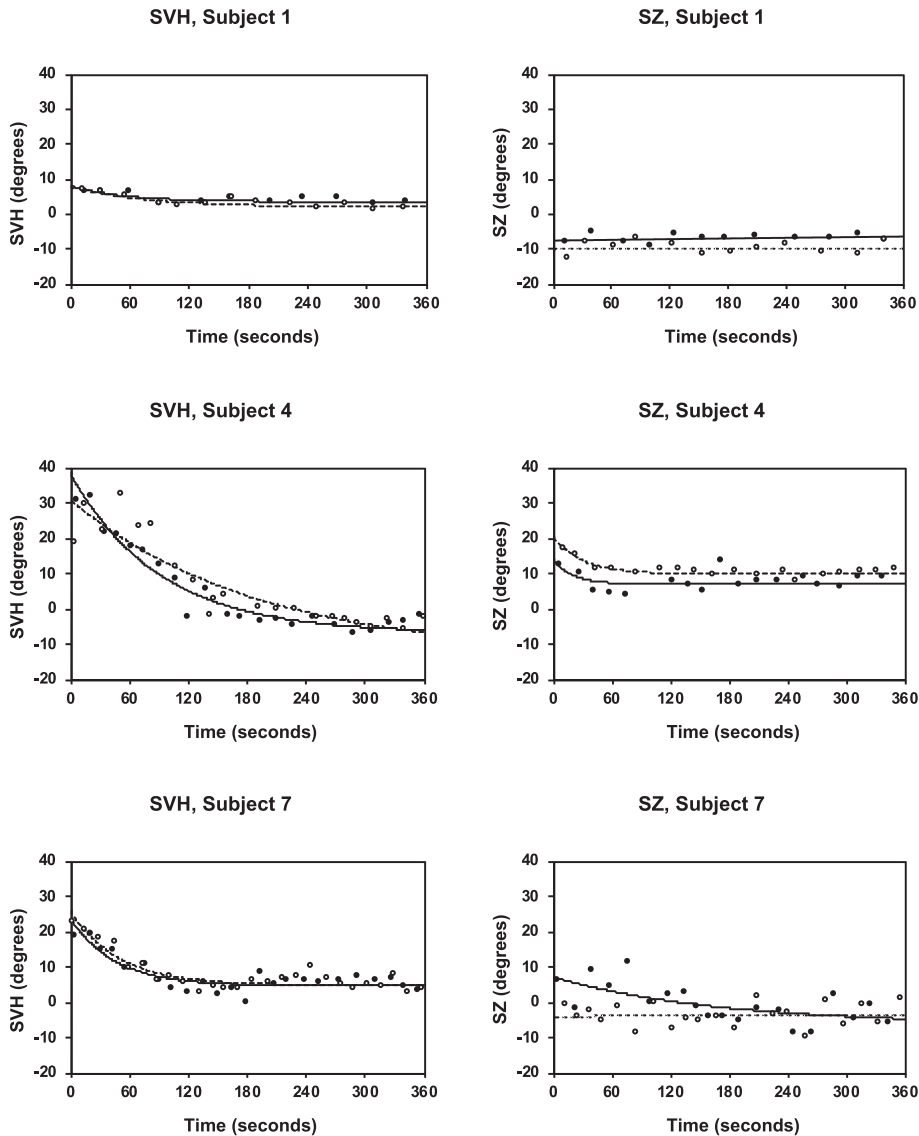 SVH, Subject 1
SVH (degrees)
40
30
20
10
0
-10
-20
0 60 120 180 240 300 360
Time (seconds)
SZ, Subject 1
SZ (degrees)
40
30
20
10
0
-10
-20
0 60 120 180 240 300 360
Time (seconds)
SVH, Subject 4
SVH (degrees)
40
30
20
10
0
-10
-20
0 60 120 180 240 300 360
Time (seconds)
SZ, Subject 4
SZ (degrees)
40
30
20
10
0
-10
-20
0 60 120 180 240 300 360
Time (seconds)
SVH, Subject 7
SVH (degrees)
40
30
20
10
0
-10
-20
0 60 120 180 240 300 360
Time (seconds)
SZ, Subject 7
SZ (degrees)
40
30
20
10
0
-10
-20
0 60 120 180 240 300 360
Time (seconds)